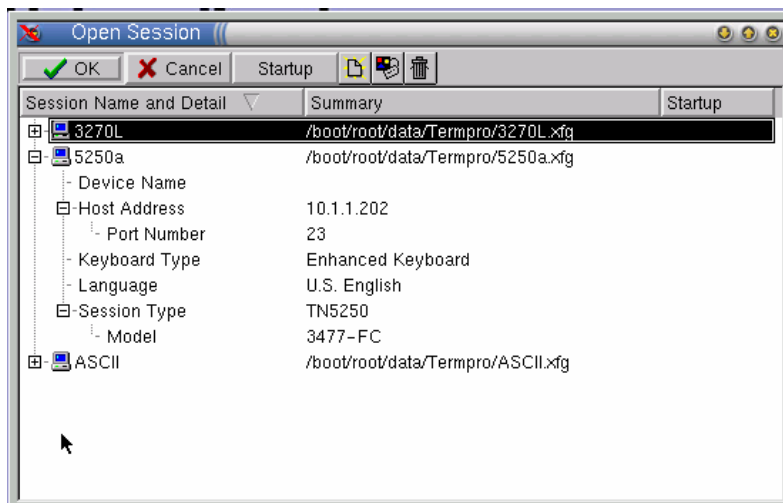 Open Session
OK Cancel Startup
Session Name and Detail Summary Startup
3270L /boot/root/data/Termpro/3270L.xfg
5250a /boot/root/data/Termpro/5250a.xfg
Device Name
Host Address 10.1.1.202
Port Number 23
Keyboard Type Enhanced Keyboard
Language U.S. English
Session Type TN5250
Model 3477-FC
ASCII /boot/root/data/Termpro/ASCII.xfg